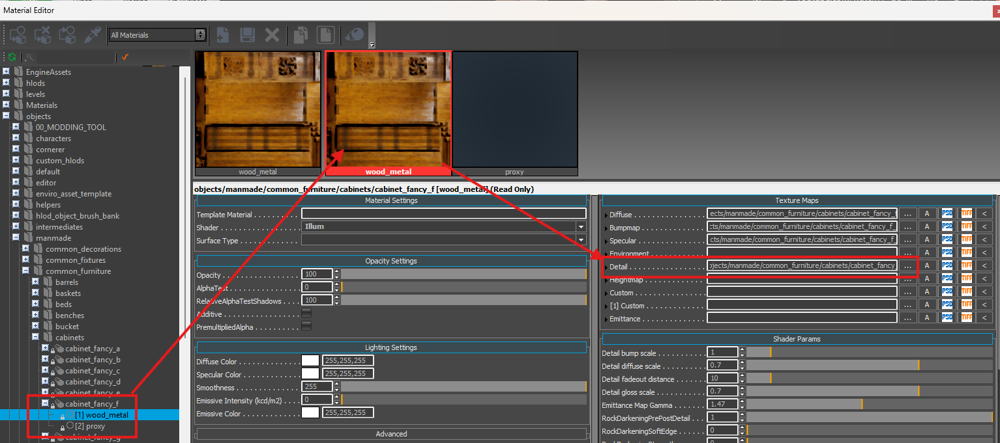 Material Editor
All Materials
EngineAssets
hlods
levels
Materials
objects
00_MODDING_TOOL
characters
cornerer
custom_hlods
default
editor
enviro_asset_template
helpers
hlod_object_brush_bank
intermediates
manmade
common_decorations
common_fixtures
common_furniture
barrels
baskets
beds
benches
bucket
cabinets
cabinet_fancy_a
cabinet_fancy_b
cabinet_fancy_c
cabinet_fancy_d
cabinet_fancy_e
cabinet_fancy_f
[1] wood_metal
[2] proxy
cabinet_fancy_g
wood_metal
wood_metal
proxy
objects/manmade/common_furniture/cabinets/cabinet_fancy_f [wood_metal] (Read Only)
Material Settings
Template Material
Shader Illum
Surface Type
Opacity Settings
Opacity 100
AlphaTest 0
RelativeAlphaTestShadows 100
Additive
PremultipliedAlpha
Lighting Settings
Diffuse Color 255,255,255
Specular Color 255,255,255
Smoothness 255
Emissive Intensity (kcd/m2) 0
Emissive Color 255,255,255
Advanced
Texture Maps
Diffuse ects/manmade/common_furniture/cabinets/cabinet_fancy_f ... A PSD TIFF <
Bumpmap cts/manmade/common_furniture/cabinets/cabinet_fancy_f_ ... A PSD TIFF <
Specular cts/manmade/common_furniture/cabinets/cabinet_fancy_f_ ... A PSD TIFF <
Environment ... A PSD TIFF <
Detail bjects/manmade/common_furniture/cabinets/cabinet_fancy_ ... A PSD TIFF <
Heightmap ... A PSD TIFF <
Custom ... A PSD TIFF <
[1] Custom ... A PSD TIFF <
Emittance ... A PSD TIFF <
Shader Params
Detail bump scale 1
Detail diffuse scale 0.7
Detail fadeout distance 10
Detail gloss scale 0.7
Emittance Map Gamma 1.47
RockDarkeningPrePostDetail 1
RockDarkeningSoftEdge 0